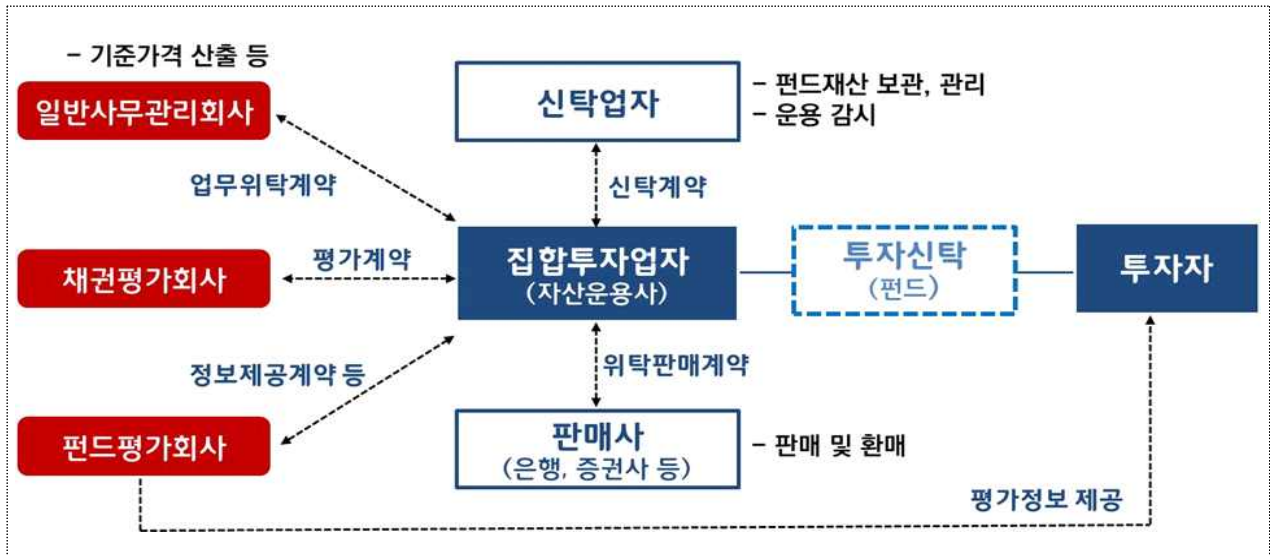 - 기준가격 산출 등
일반사무관리회사
신탁업자
- 펀드재산 보관, 관리
- 운용 감시
업무위탁계약
신탁계약
채권평가회사
평가계약
집합투자업자
(자산운용사)
투자신탁
(펀드)
투자자
정보제공계약 등
위탁판매계약
펀드평가회사
판매사
(은행, 증권사 등)
- 판매 및 환매
평가정보 제공